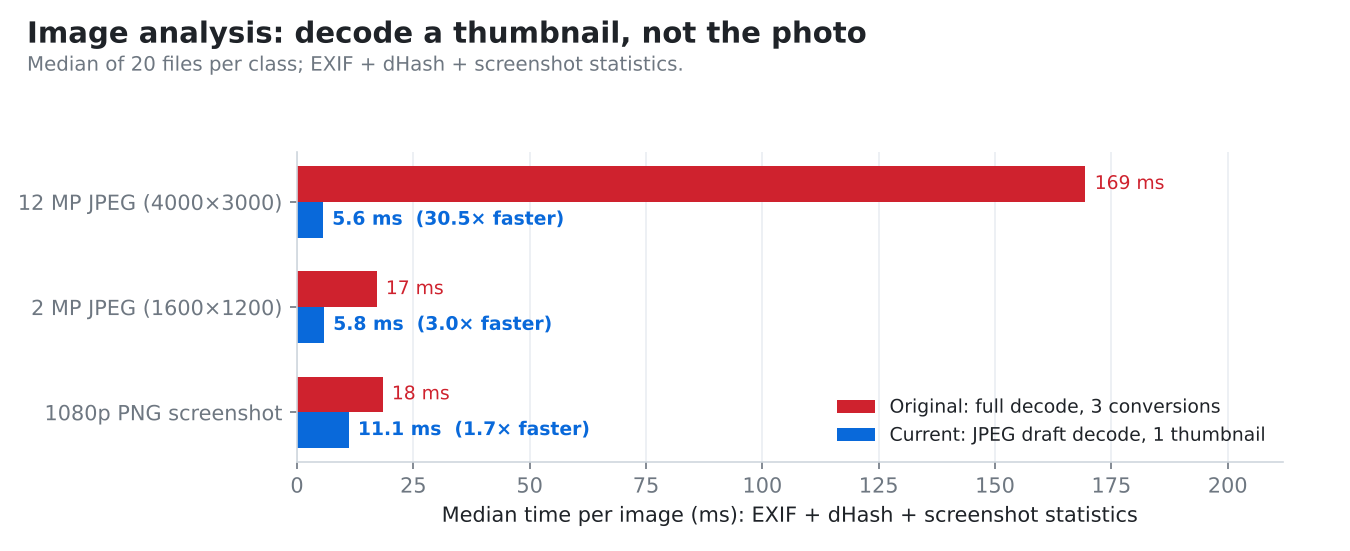 Image analysis: decode a thumbnail, not the photo
Median of 20 files per class; EXIF + dHash + screenshot statistics.
12 MP JPEG (4000×3000)
169 ms
5.6 ms (30.5× faster)
2 MP JPEG (1600×1200)
17 ms
5.8 ms (3.0× faster)
1080p PNG screenshot
18 ms
11.1 ms (1.7× faster)
Original: full decode, 3 conversions
Current: JPEG draft decode, 1 thumbnail
0 25 50 75 100 125 150 175 200
Median time per image (ms): EXIF + dHash + screenshot statistics